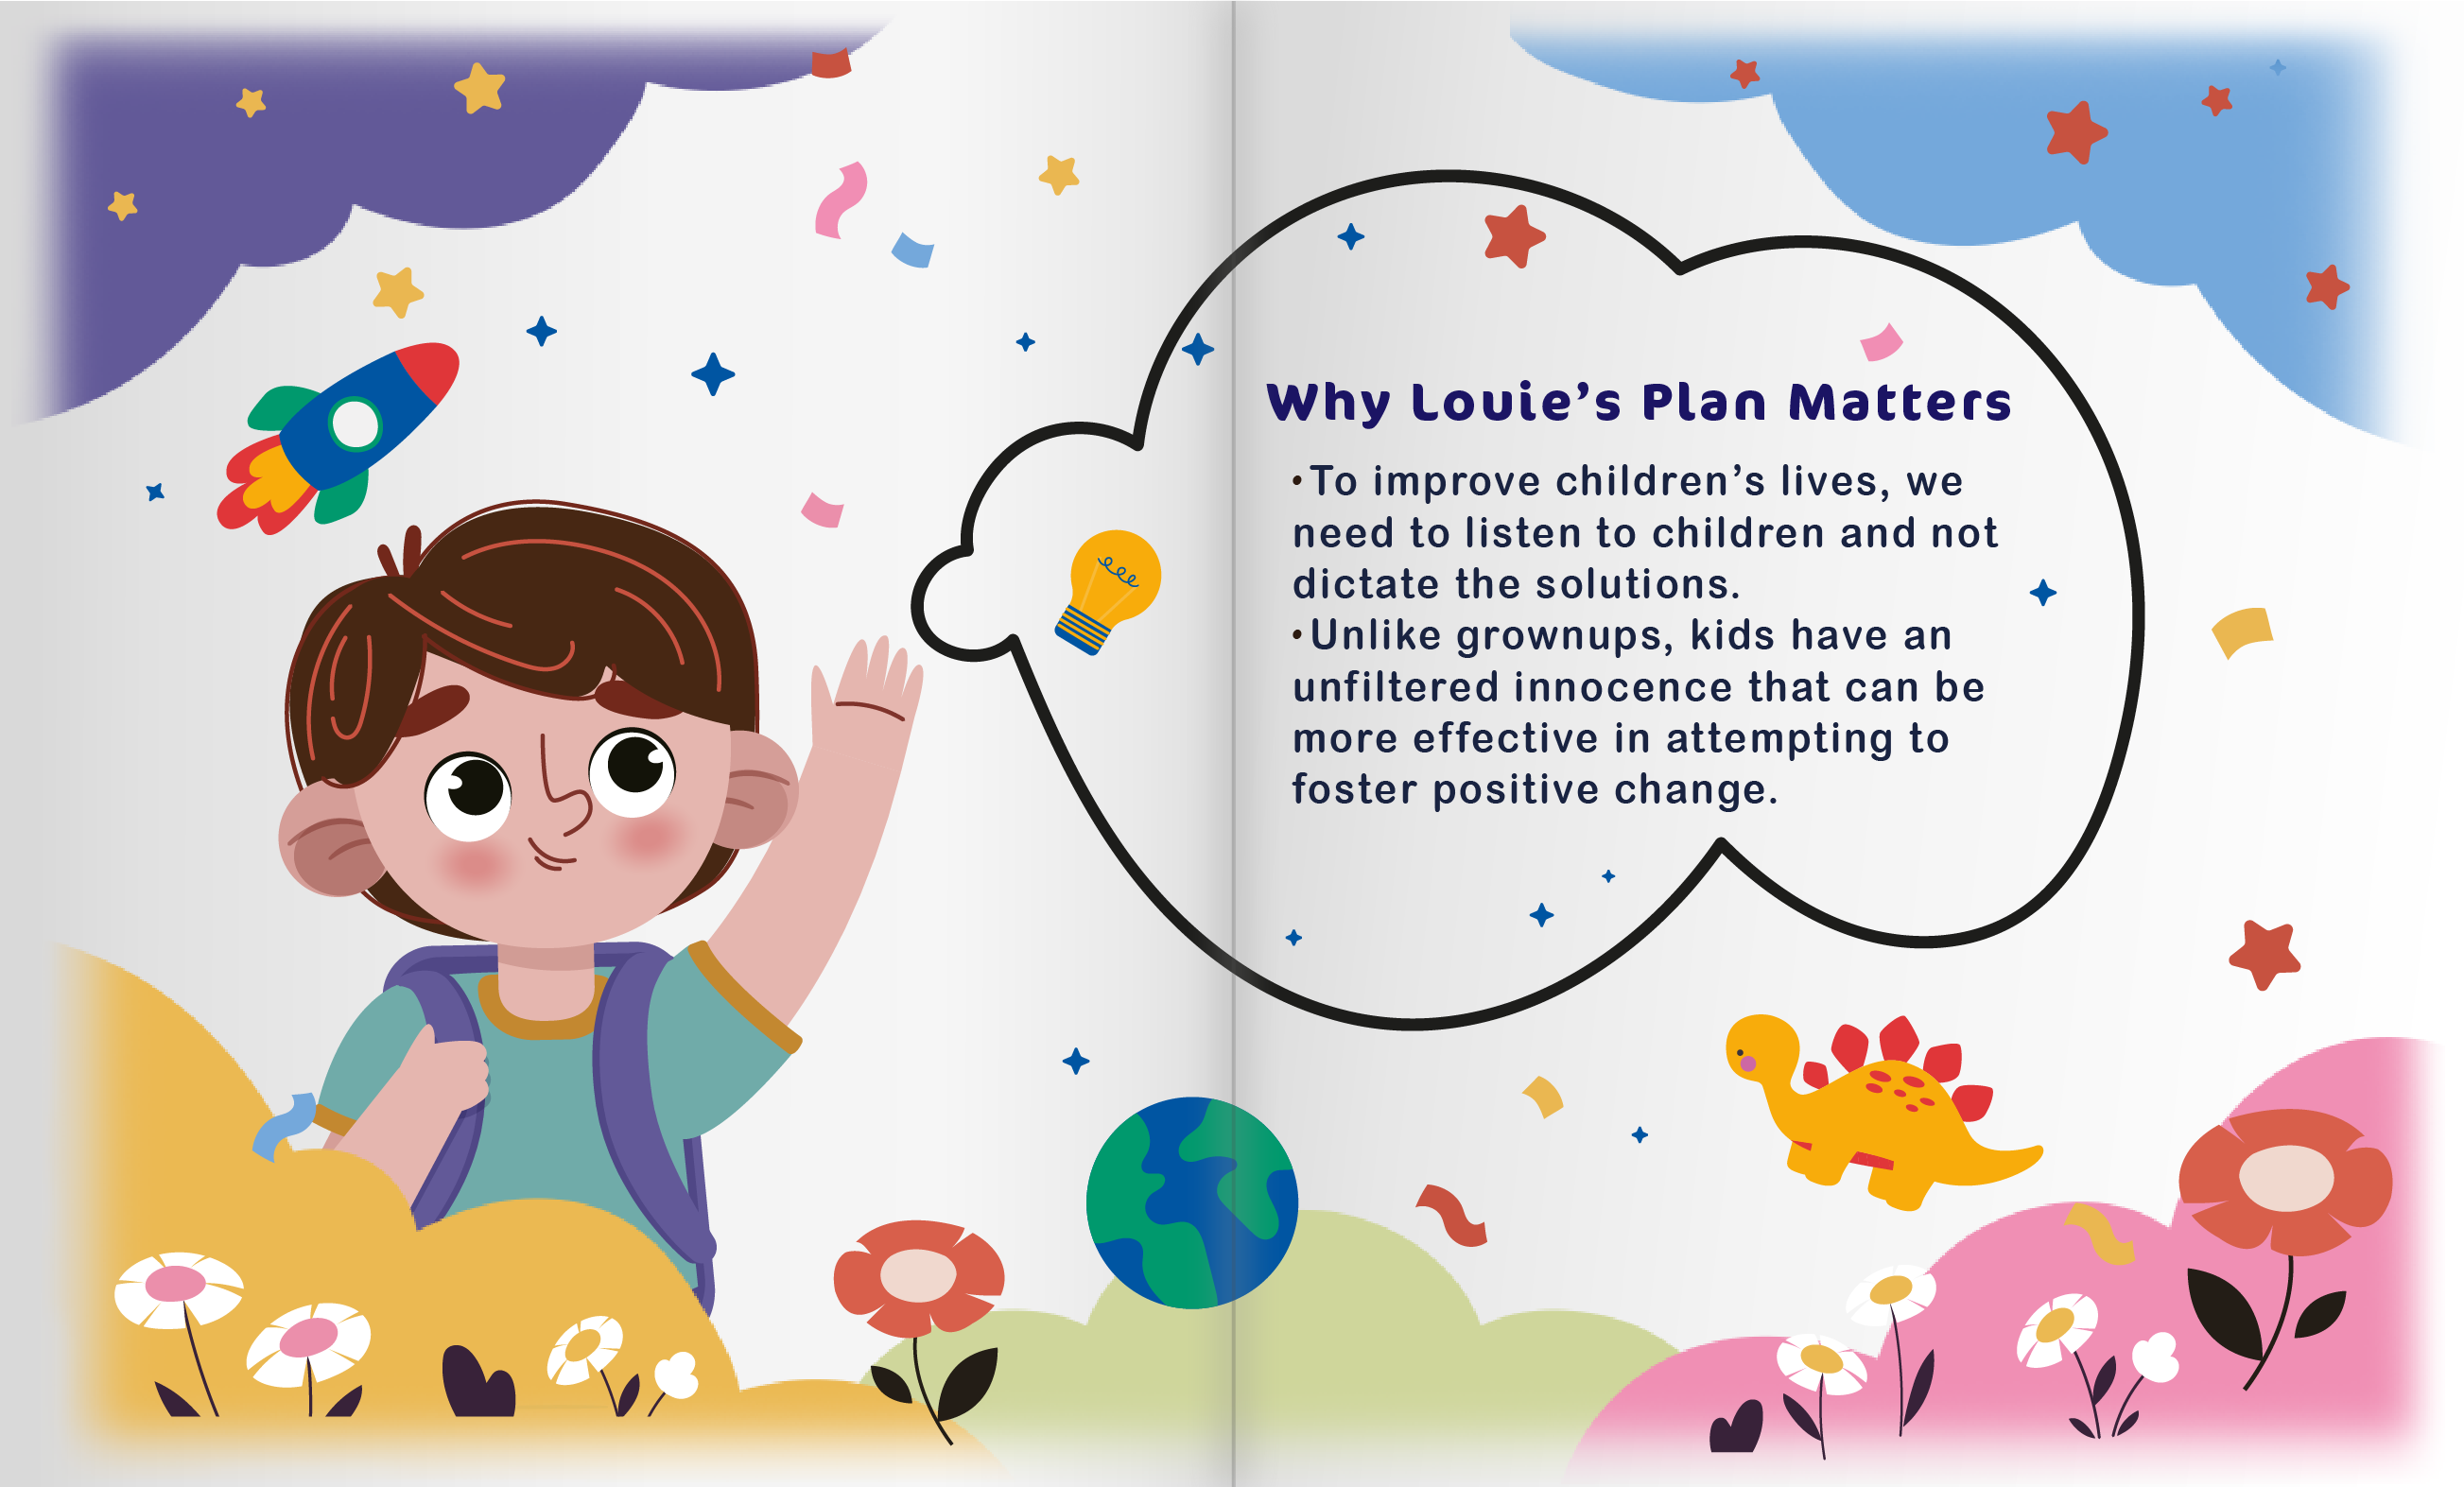 Why Louie's Plan Matters
•To improve children's lives, we
need to listen to children and not
dictate the solutions.
•Unlike grownups, kids have an
unfiltered innocence that can be
more effective in attempting to
foster positive change.